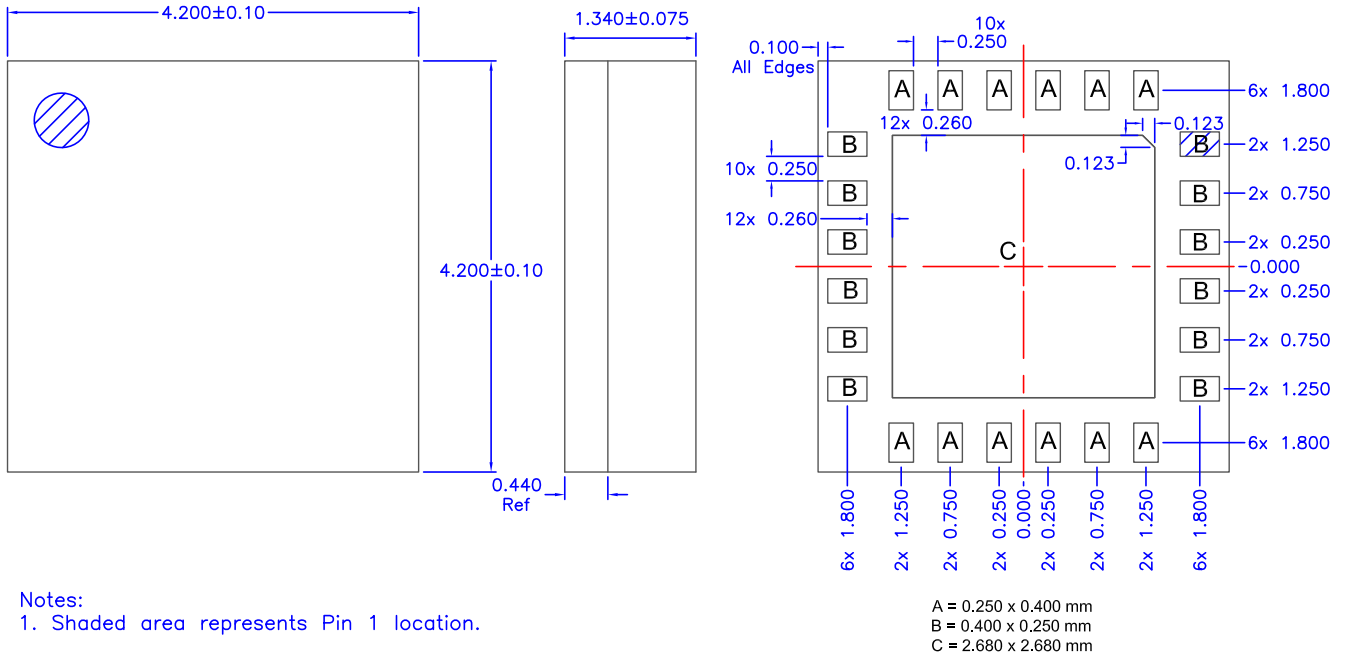 4.200±0.10
1.340±0.075
4.200±0.10
0.440
Ref
10x
0.250
0.100
All Edges
A A A A A A
6x 1.800
12x 0.260
0.123
0.123
B
B
2x 1.250
10x 0.250
B
B
2x 0.750
12x 0.260
B
B
2x 0.250
C
0.000
B
B
2x 0.250
B
B
2x 0.750
B
B
2x 1.250
A A A A A A
6x 1.800
6x 1.800
2x 1.250
2x 0.750
2x 0.250
0.000
2x 0.250
2x 0.750
2x 1.250
6x 1.800
Notes:
1. Shaded area represents Pin 1 location.
A = 0.250 x 0.400 mm
B = 0.400 x 0.250 mm
C = 2.680 x 2.680 mm